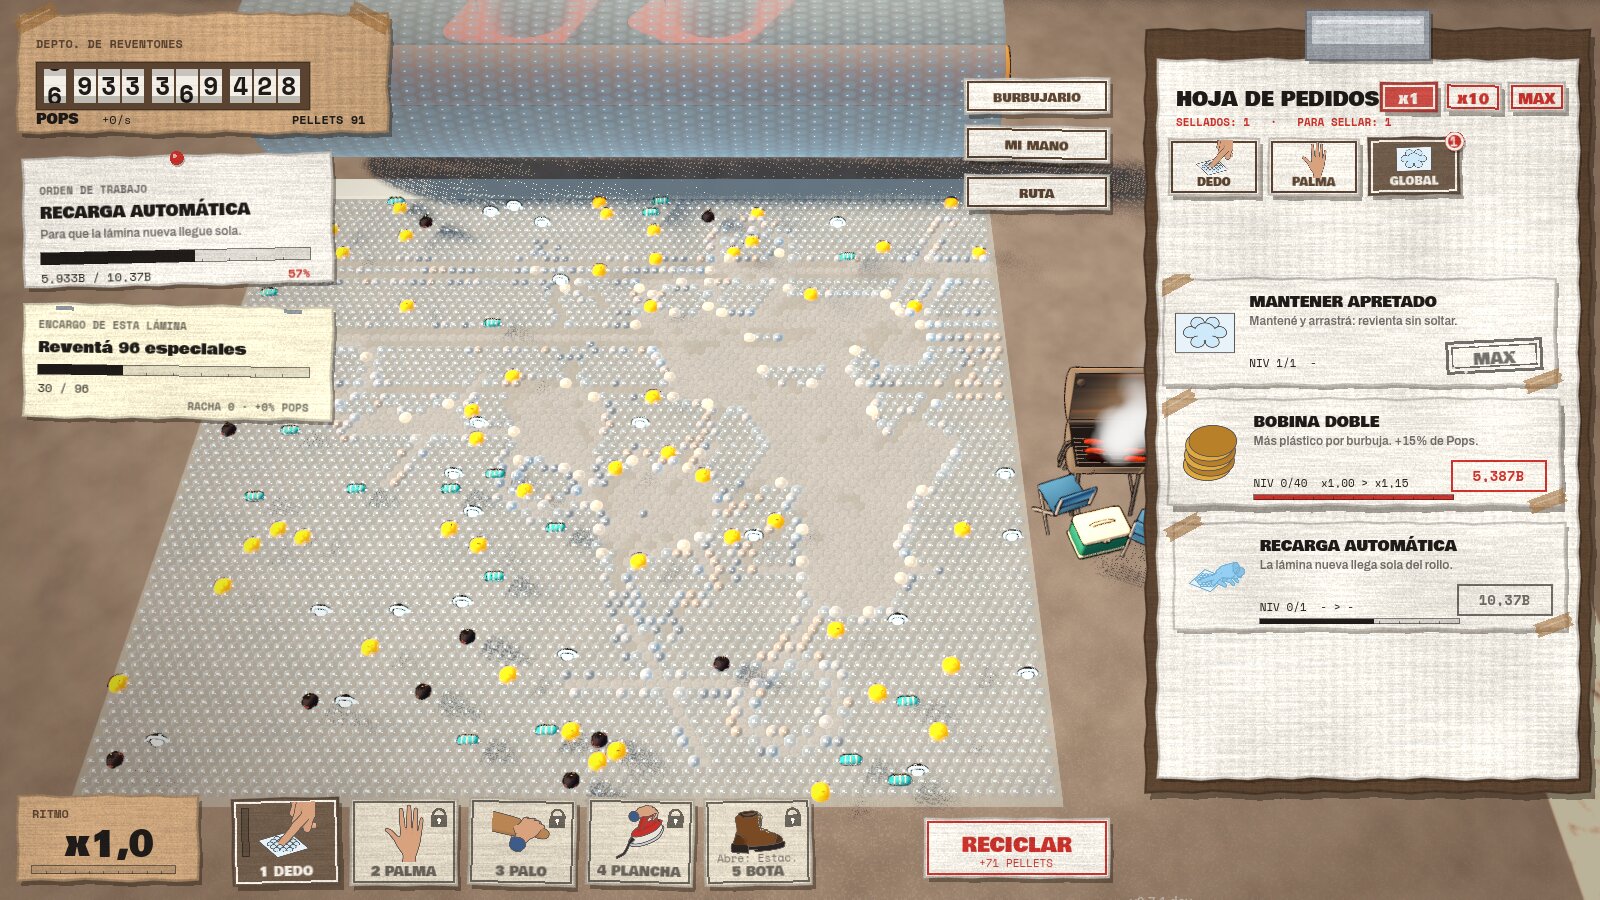 DEPTO. DE REVENTONES
6 933 369 428
POPS +0/s PELLETS 91
ORDEN DE TRABAJO
RECARGA AUTOMÁTICA
Para que la lámina nueva llegue sola.
5.933B / 10.37B 57%
ENCARGO DE ESTA LÁMINA
Reventá 96 especiales
30 / 96
RACHA 0 - +0% POPS
BURBUJARIO
MI MANO
RUTA
HOJA DE PEDIDOS x1 x10 MAX
SELLADOS: 1 · PARA SELLAR: 1
DEDO PALMA GLOBAL 1
MANTENER APRETADO
Mantené y arrastrá: revienta sin soltar.
NIV 1/1 -
MAX
BOBINA DOBLE
Más plástico por burbuja. +15% de Pops.
NIV 0/40 x1.00 > x1.15
5,387B
RECARGA AUTOMÁTICA
La lámina nueva llega sola del rollo.
NIV 0/1 - > -
10,37B
RITMO
x1,0
1 DEDO
2 PALMA
3 PALO
4 PLANCHA
Abre: Estac.
5 BOTA
RECICLAR
+71 PELLETS